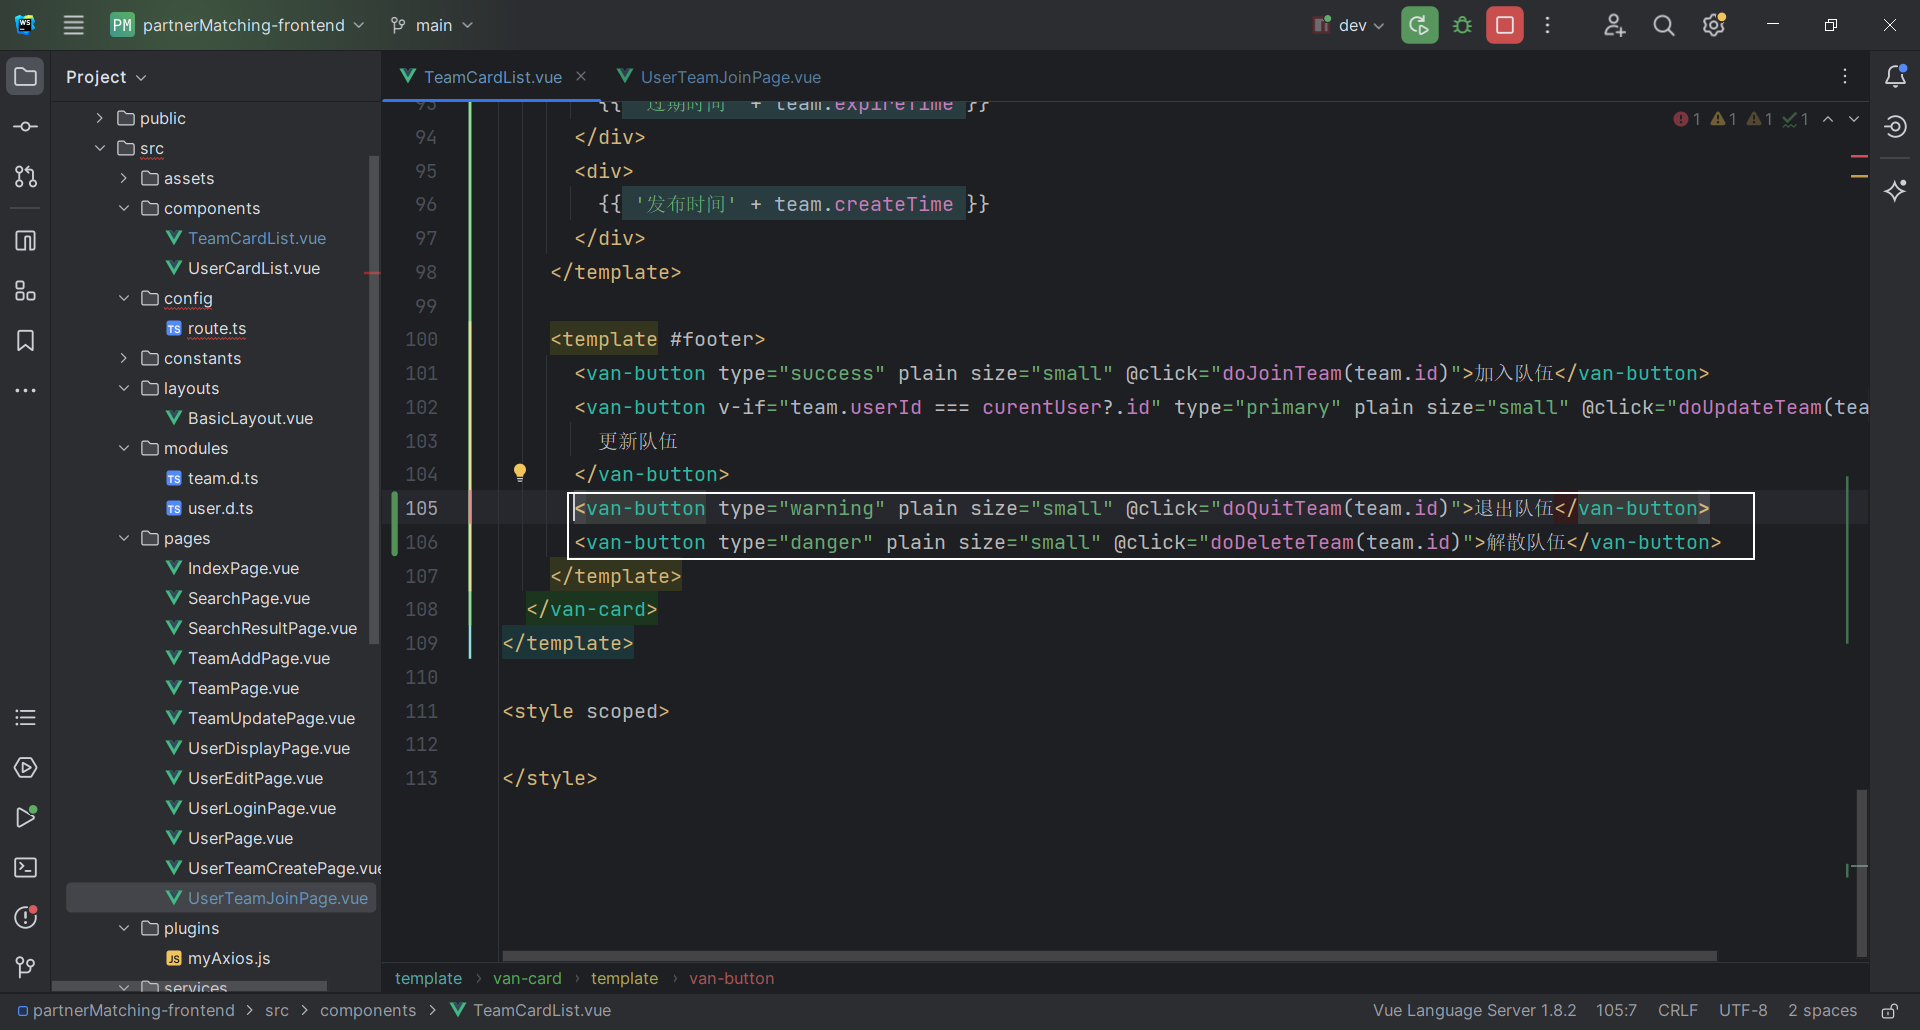 WS PM partnerMatching-frontend main dev
Project
TeamCardList.vue UserTeamJoinPage.vue
public
src
assets
components
TeamCardList.vue
UserCardList.vue
config
route.ts
constants
layouts
BasicLayout.vue
modules
team.d.ts
user.d.ts
pages
IndexPage.vue
SearchPage.vue
SearchResultPage.vue
TeamAddPage.vue
TeamPage.vue
TeamUpdatePage.vue
UserDisplayPage.vue
UserEditPage.vue
UserLoginPage.vue
UserPage.vue
UserTeamCreatePage.vue
UserTeamJoinPage.vue
plugins
myAxios.js
services
1 1 1 1
93 {{ '过期时间' + team.expireTime }}
94 </div>
95 <div>
96 {{ '发布时间' + team.createTime }}
97 </div>
98 </template>
99
100 <template #footer>
101 <van-button type="success" plain size="small" @click="doJoinTeam(team.id)">加入队伍</van-button>
102 <van-button v-if="team.userId === curentUser?.id" type="primary" plain size="small" @click="doUpdateTeam(tea
103 更新队伍
104 </van-button>
105 <van-button type="warning" plain size="small" @click="doQuitTeam(team.id)">退出队伍</van-button>
106 <van-button type="danger" plain size="small" @click="doDeleteTeam(team.id)">解散队伍</van-button>
107 </template>
108 </van-card>
109 </template>
110
111 <style scoped>
112
113 </style>
template › van-card › template › van-button
partnerMatching-frontend > src > components > TeamCardList.vue Vue Language Server 1.8.2 105:7 CRLF UTF-8 2 spaces